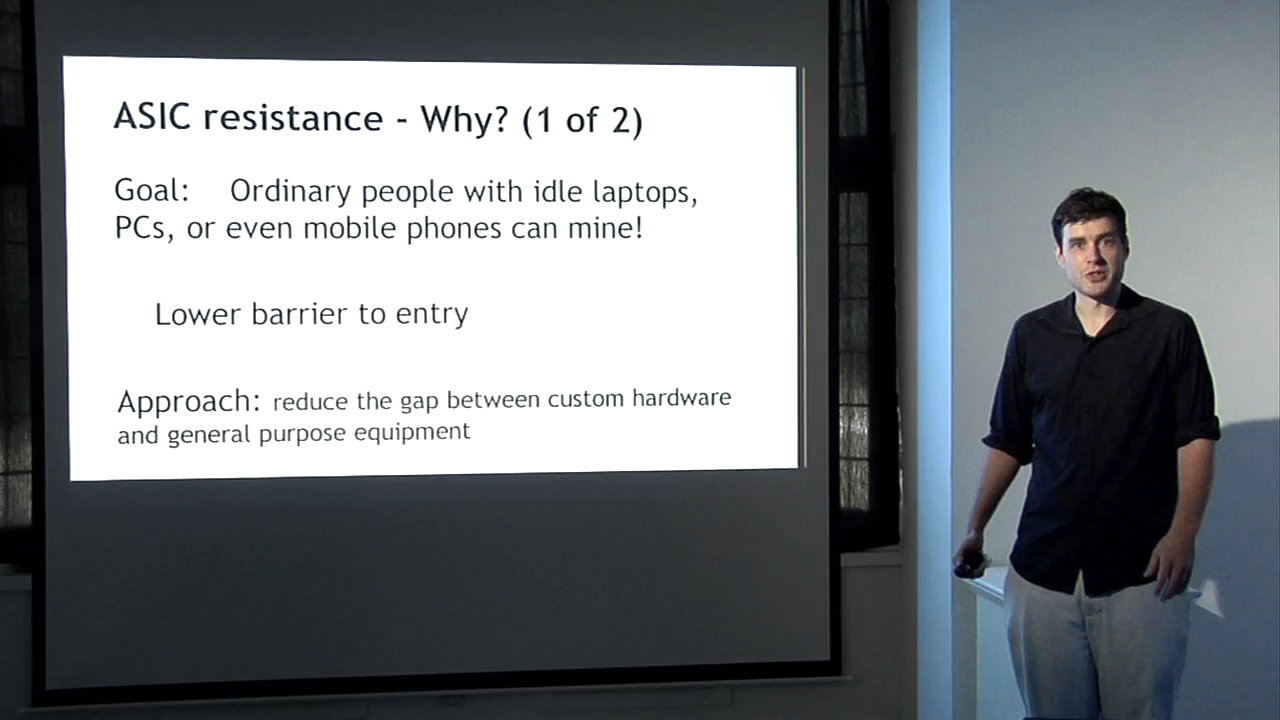 ASIC resistance - Why? (1 of 2)
Goal: Ordinary people with idle laptops,
PCs, or even mobile phones can mine!
Lower barrier to entry
Approach: reduce the gap between custom hardware
and general purpose equipment